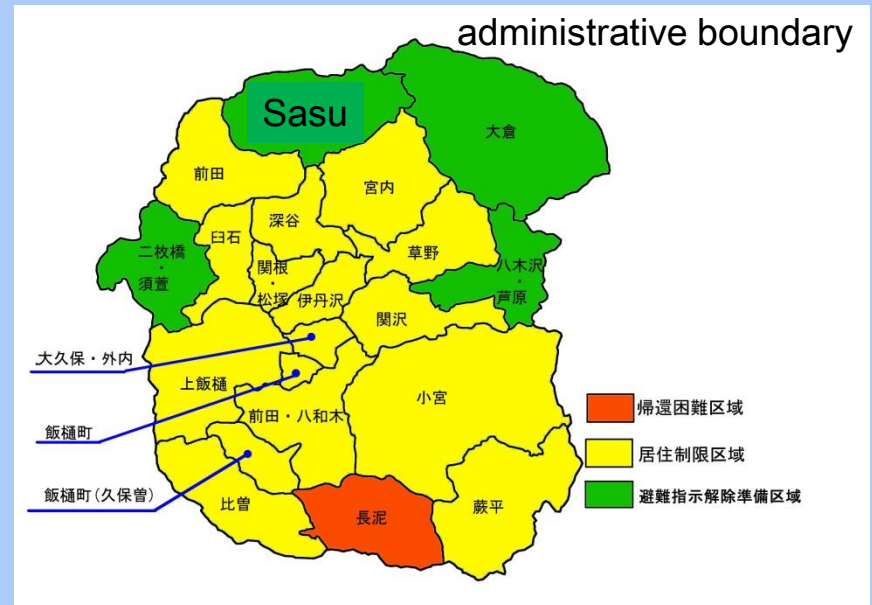 administrative boundary
Sasu
大倉
前田
宮内
深谷
臼石
草野
二枚橋
・
須萱
八木沢
・
芦原
関根
・
松塚
伊丹沢
関沢
大久保・外内
上飯樋
小宮
前田・八和木
飯樋町
飯樋町(久保曽)
比曽
長泥
蕨平
帰還困難区域
居住制限区域
避難指示解除準備区域